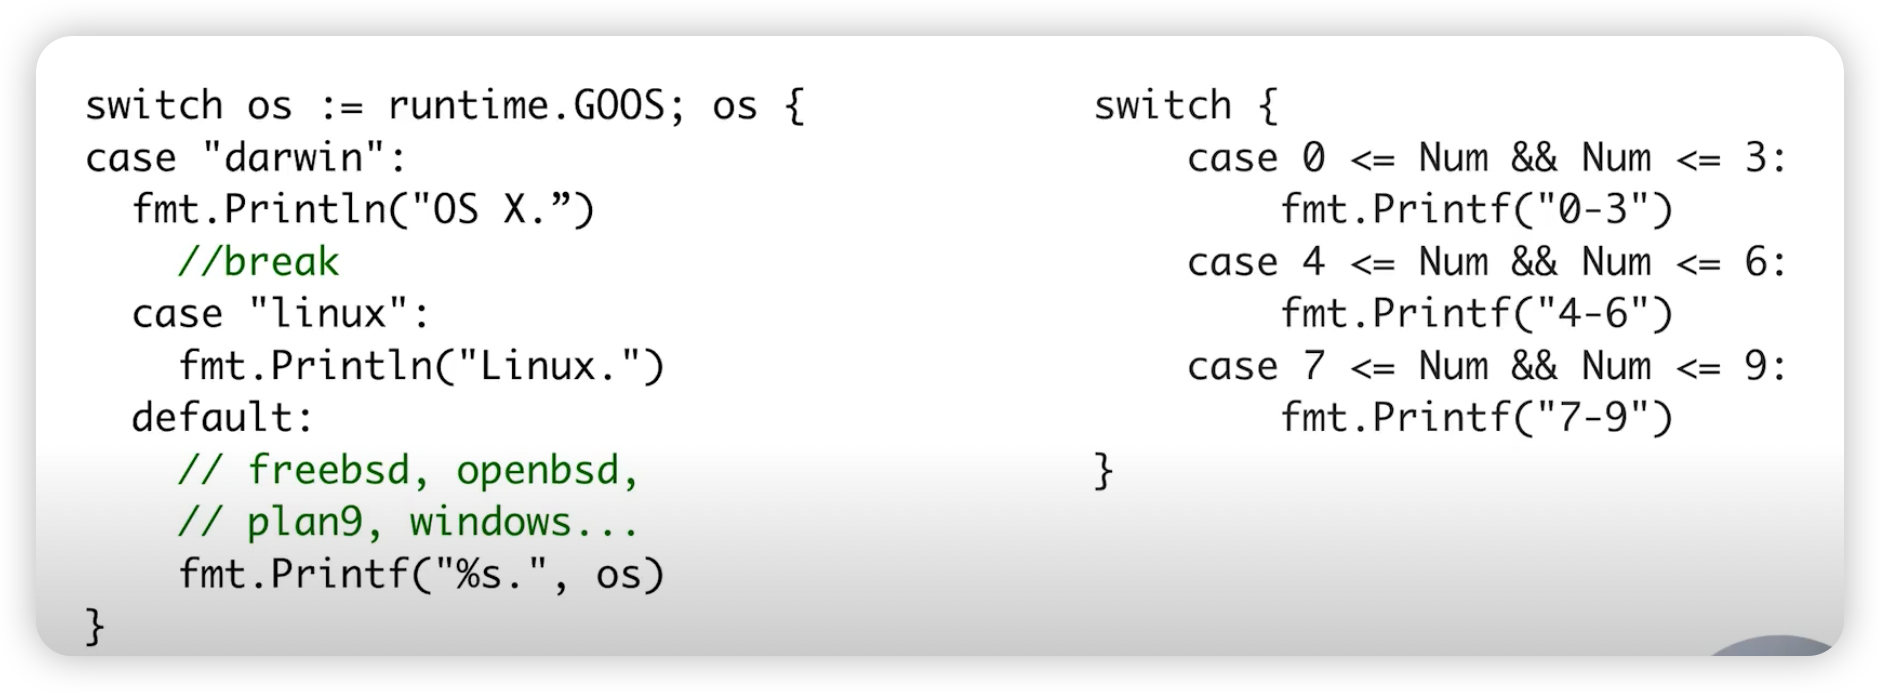 switch os := runtime.GOOS; os {
case "darwin":
fmt.Println("OS X.”)
//break
case "linux":
fmt.Println("Linux.")
default:
// freebsd, openbsd,
// plan9, windows...
fmt.Printf("%s.", os)
}
switch {
case 0 <= Num && Num <= 3:
fmt.Printf("0-3")
case 4 <= Num && Num <= 6:
fmt.Printf("4-6")
case 7 <= Num && Num <= 9:
fmt.Printf("7-9")
}